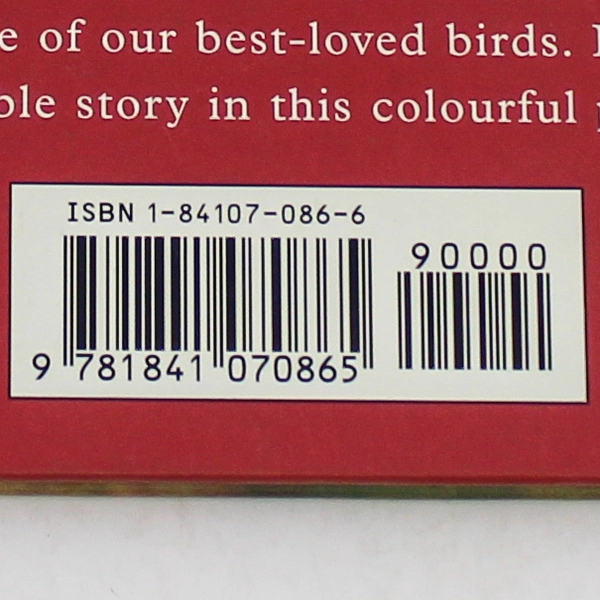 e of our best-loved birds.
ble story in this colourful
ISBN 1-84107-086-6
90000
9 781841 070865